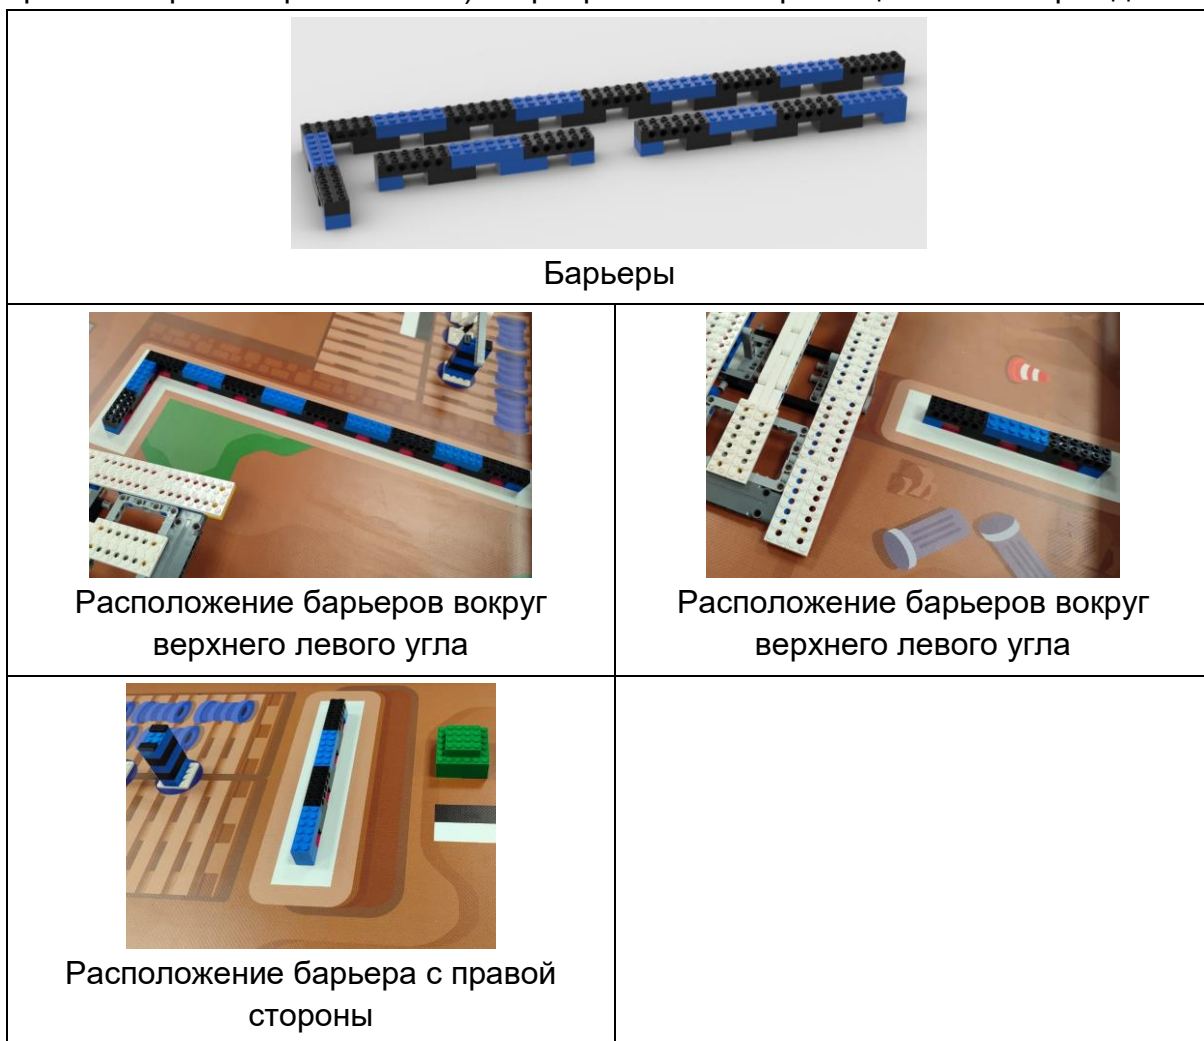 Барьеры
Расположение барьеров вокруг
верхнего левого угла
Расположение барьеров вокруг
верхнего левого угла
Расположение барьера с правой
стороны